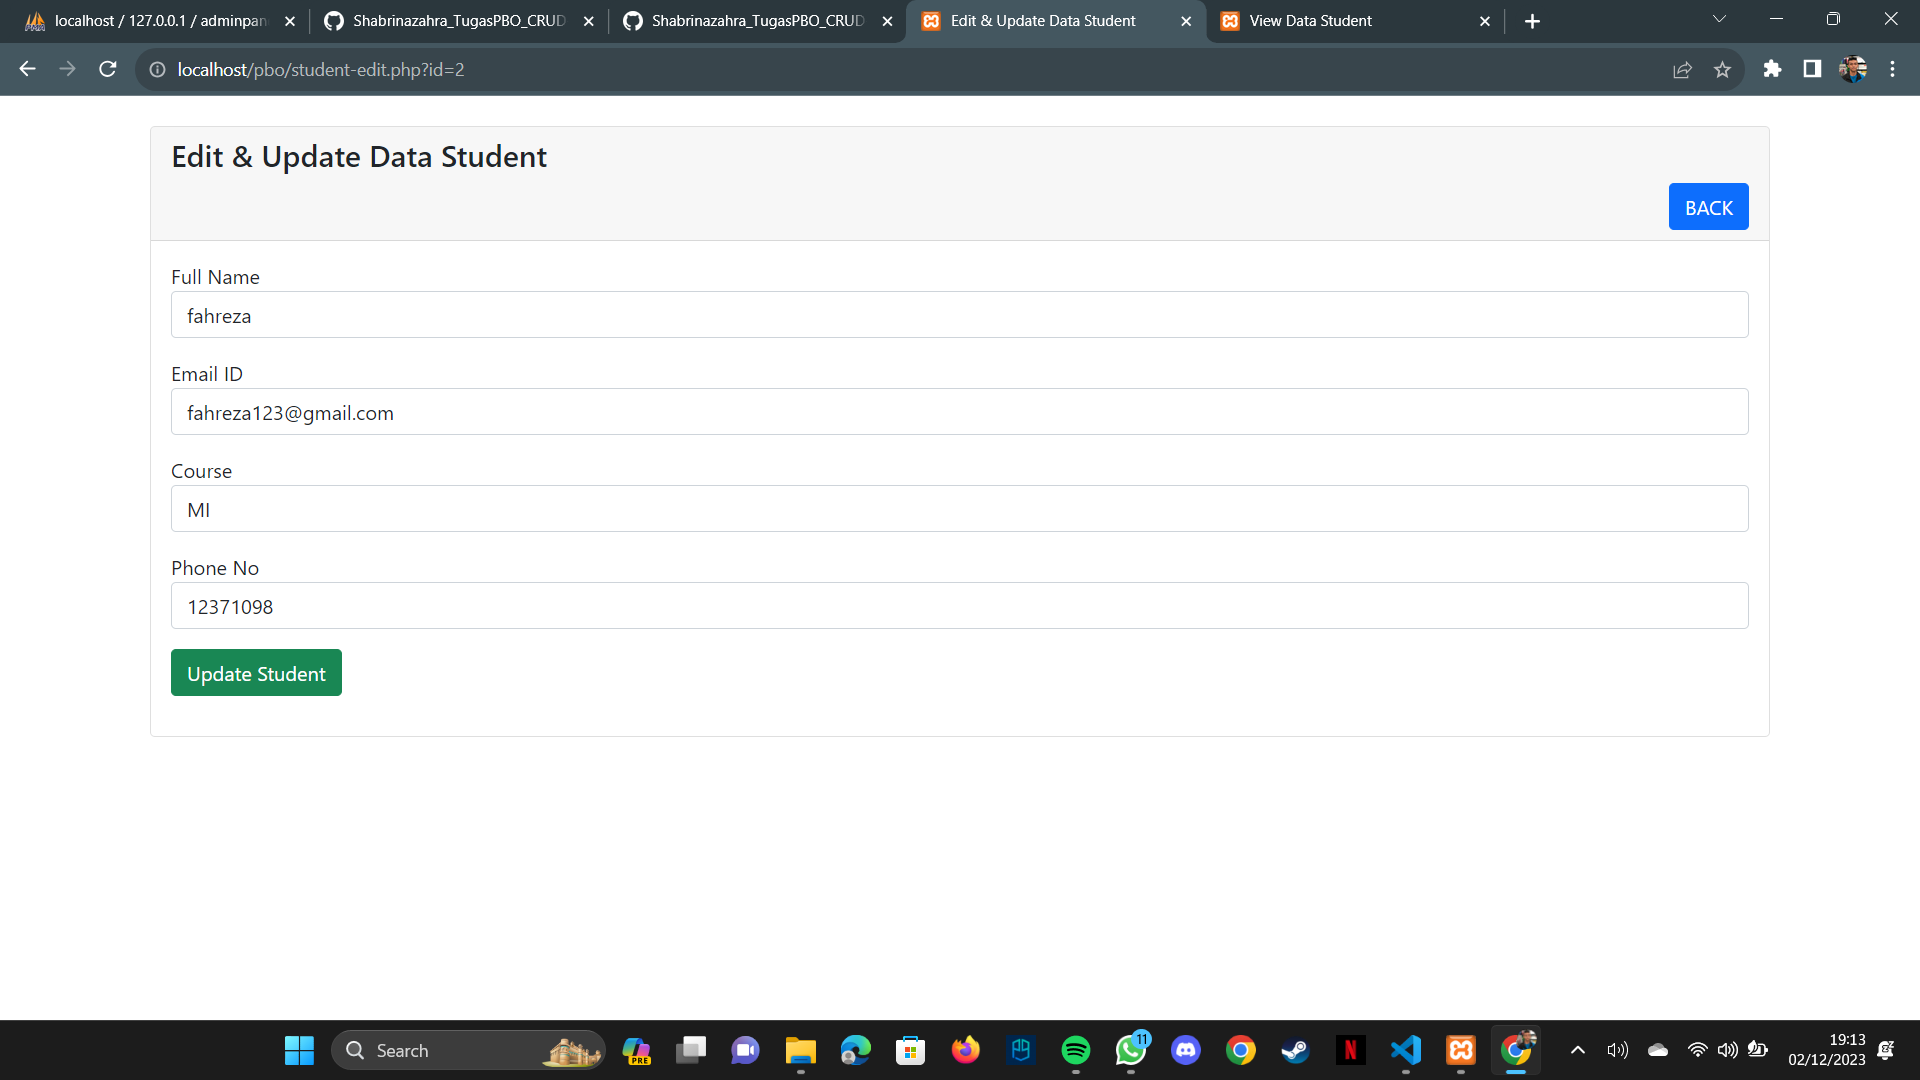 localhost / 127.0.0.1 / adminpan
Shabrinazahra_TugasPBO_CRUD
Shabrinazahra_TugasPBO_CRUD
Edit & Update Data Student
View Data Student
localhost/pbo/student-edit.php?id=2
Edit & Update Data Student
BACK
Full Name
fahreza
Email ID
fahreza123@gmail.com
Course
MI
Phone No
12371098
Update Student
Search
PRE
11
19:13
02/12/2023